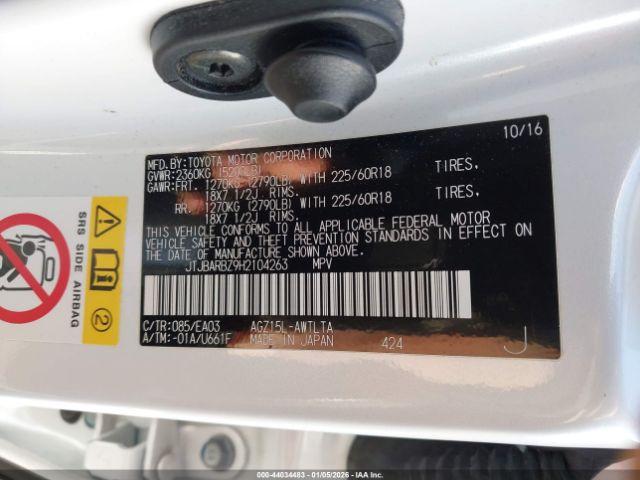 10/16
MFD. BY: TOYOTA MOTOR CORPORATION
GVWR: 2360KG (5200LB)
GAWR: FRT. 1270KG (2790LB) WITH 225/60R18 TIRES,
18X7 1/2J RIMS.
RR. 1270KG (2790LB) WITH 225/60R18 TIRES,
18X7 1/2J RIMS.
THIS VEHICLE CONFORMS TO ALL APPLICABLE FEDERAL MOTOR
VEHICLE SAFETY AND THEFT PREVENTION STANDARDS IN EFFECT ON
THE DATE OF MANUFACTURE SHOWN ABOVE.
JTJBARBZ9H2104263 MPV
C/TR: 085/EA03 AGZ15L-AWTLTA
A/TM: -01A/U661F MADE IN JAPAN 424 J
SRS SIDE AIRBAG
2
000-44034483 - 01/05/2026 - IAA Inc.